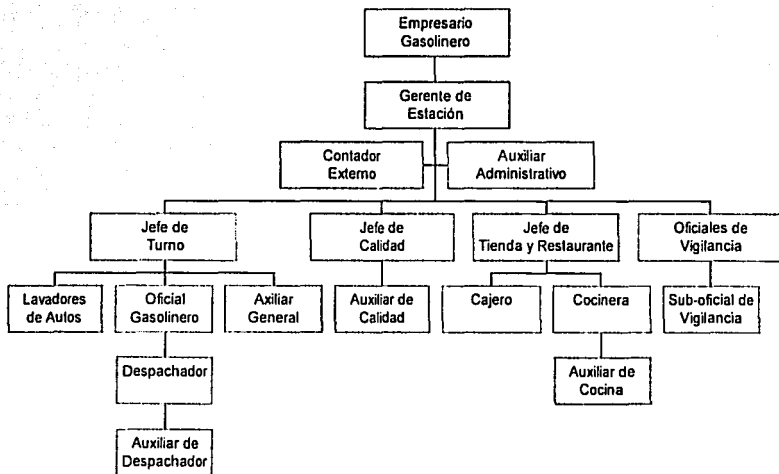 Empresario
Gasolinero
Gerente de
Estación
Contador
Externo
Auxiliar
Administrativo
Jefe de
Turno
Jefe de
Calidad
Jefe de
Tienda y Restaurante
Oficiales de
Vigilancia
Lavadores
de Autos
Oficial
Gasolinero
Axiliar
General
Auxiliar de
Calidad
Cajero
Cocinera
Sub-oficial de
Vigilancia
Despachador
Auxiliar de
Cocina
Auxiliar de
Despachador